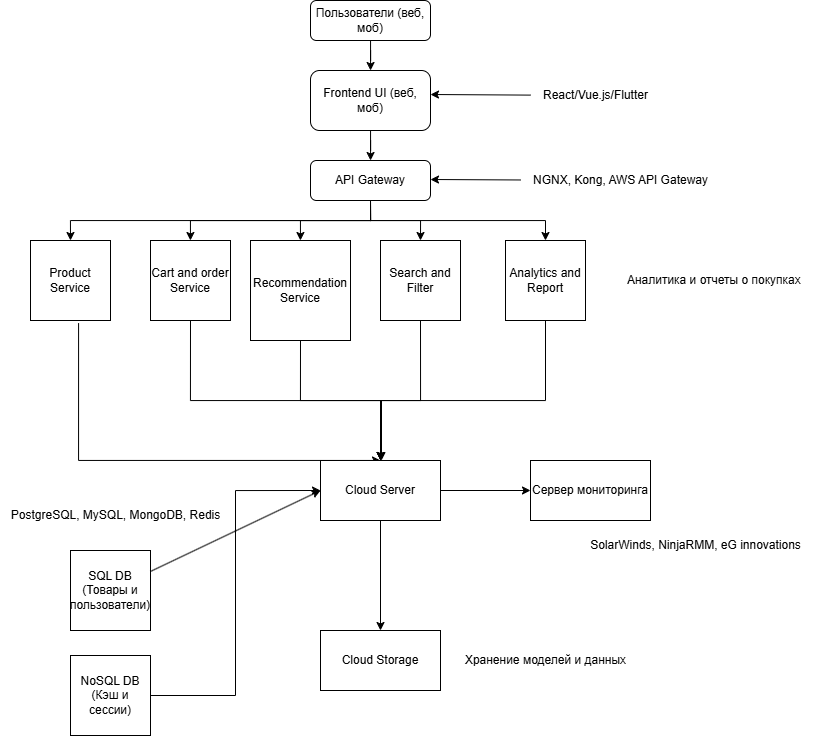 Пользователи (веб,
моб)
Frontend UI (веб,
моб)
React/Vue.js/Flutter
API Gateway
NGNX, Kong, AWS API Gateway
Product
Service
Cart and order
Service
Recommendation
Service
Search and
Filter
Analytics and
Report
Аналитика и отчеты о покупках
Cloud Server
Сервер мониторинга
PostgreSQL, MySQL, MongoDB, Redis
SolarWinds, NinjaRMM, eG innovations
SQL DB
(Товары и
пользователи)
Cloud Storage
Хранение моделей и данных
NoSQL DB
(Кэш и
сессии)